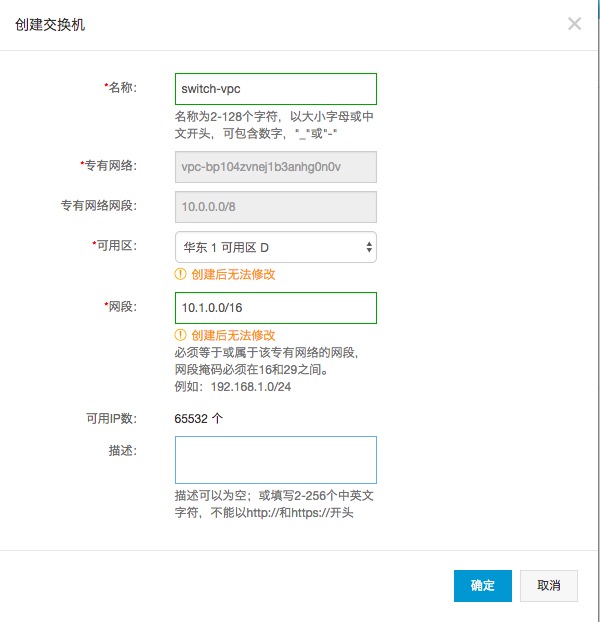 创建交换机
*名称：
switch-vpc
名称为2-128个字符，以大小字母或中
文开头，可包含数字，"_"或"-"
*专有网络：
vpc-bp104zvnej1b3anhg0n0v
专有网络网段：
10.0.0.0/8
*可用区：
华东 1 可用区 D
创建后无法修改
*网段：
10.1.0.0/16
创建后无法修改
必须等于或属于该专有网络的网段，
网段掩码必须在16和29之间。
例如：192.168.1.0/24
可用IP数：
65532 个
描述：
描述可以为空；或填写2-256个中英文
字符，不能以http://和https://开头
确定
取消